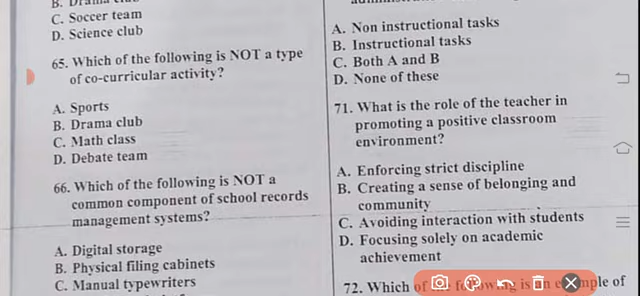 C. Soccer team
D. Science club
65. Which of the following is NOT a type
of co-curricular activity?
A. Sports
B. Drama club
C. Math class
D. Debate team
66. Which of the following is NOT a
common component of school records
management systems?
A. Digital storage
B. Physical filing cabinets
C. Manual typewriters
A. Non instructional tasks
B. Instructional tasks
C. Both A and B
D. None of these
71. What is the role of the teacher in
promoting a positive classroom
environment?
A. Enforcing strict discipline
B. Creating a sense of belonging and
community
C. Avoiding interaction with students
D. Focusing solely on academic
achievement
72. Which of